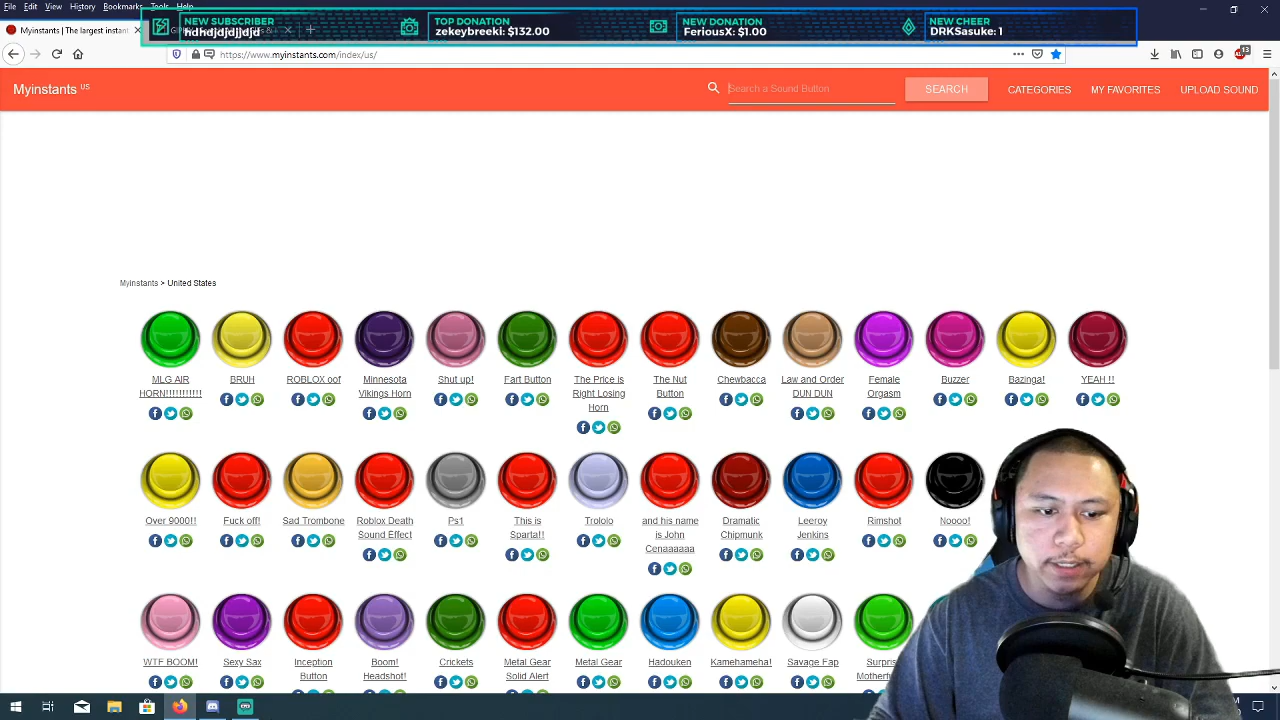 File Edit View History Bookmarks Tools Help
NEW SUBSCRIBER
hdhdjdjdjjdjd
TOP DONATION
zekeybreeki: $132.00
NEW DONATION
FeriousX: $1.00
NEW CHEER
DRKSasuke: 1
Myinstants | The largest instant
https://www.myinstants.com/index/us/
13
Myinstants US
Search a Sound Button
SEARCH
CATEGORIES
MY FAVORITES
UPLOAD SOUND
Myinstants > United States
MLG AIR
HORN!!!!!!!!!!!
BRUH
ROBLOX oof
Minnesota
Vikings Horn
Shut up!
Fart Button
The Price is
Right Losing
Horn
The Nut
Button
Chewbacca
Law and Order
DUN DUN
Female
Orgasm
Buzzer
Bazinga!
YEAH !!
Over 9000!!
Fuck off!
Sad Trombone
Roblox Death
Sound Effect
Ps1
This is
Sparta!!
Trololo
and his name
is John
Cenaaaaaa
Dramatic
Chipmunk
Leeroy
Jenkins
Rimshot
Noooo!
WTF BOOM!
Sexy Sax
Inception
Button
Boom!
Headshot!
Crickets
Metal Gear
Solid Alert
Metal Gear
Hadouken
Kamehameha!
Savage Fap
Surpris
Motherf